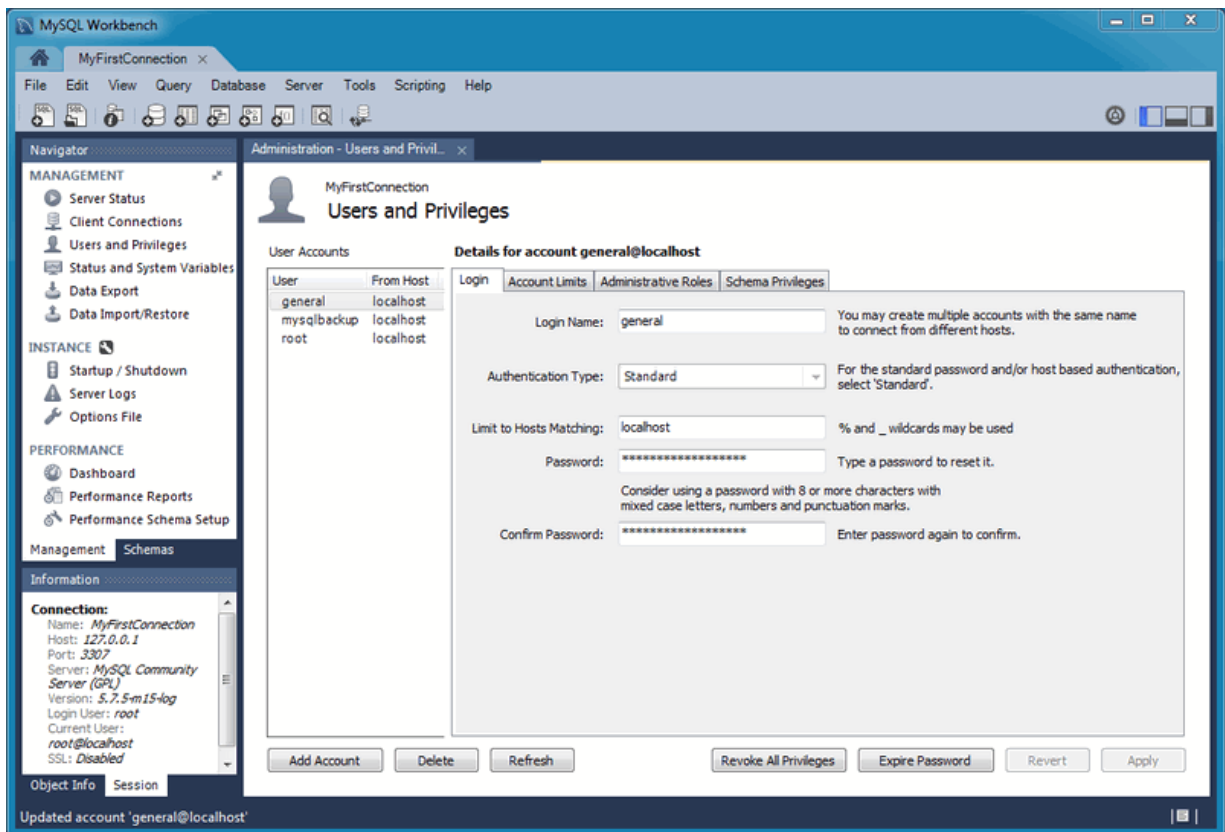 MySQL Workbench
MyFirstConnection
File Edit View Query Database Server Tools Scripting Help
Navigator
MANAGEMENT
Server Status
Client Connections
Users and Privileges
Status and System Variables
Data Export
Data Import/Restore
INSTANCE
Startup / Shutdown
Server Logs
Options File
PERFORMANCE
Dashboard
Performance Reports
Performance Schema Setup
Management Schemas
Information
Connection:
Name: MyFirstConnection
Host: 127.0.0.1
Port: 3307
Server: MySQL Community
Server (GPL)
Version: 5.7.5-m15-log
Login User: root
Current User:
root@localhost
SSL: Disabled
Object Info Session
Administration - Users and Privil...
MyFirstConnection
Users and Privileges
User Accounts
User From Host
general localhost
mysqlbackup localhost
root localhost
Details for account general@localhost
Login Account Limits Administrative Roles Schema Privileges
Login Name: general
You may create multiple accounts with the same name
to connect from different hosts.
Authentication Type: Standard
For the standard password and/or host based authentication,
select 'Standard'.
Limit to Hosts Matching: localhost % and _ wildcards may be used
Password: ****************** Type a password to reset it.
Consider using a password with 8 or more characters with
mixed case letters, numbers and punctuation marks.
Confirm Password: ****************** Enter password again to confirm.
Add Account Delete Refresh Revoke All Privileges Expire Password Revert Apply
Updated account 'general@localhost'